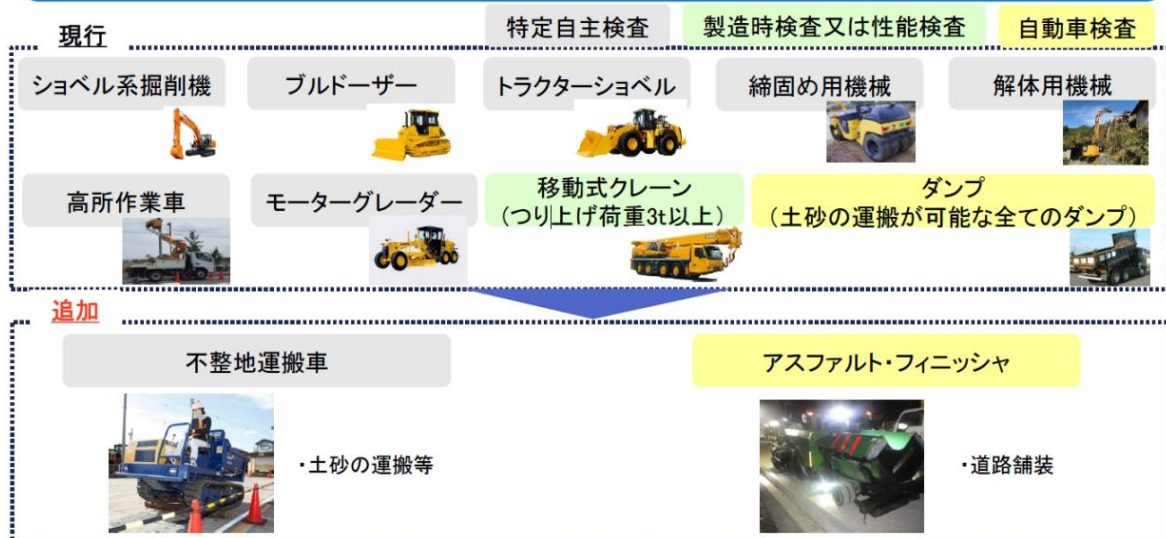 特定自主検査 製造時検査又は性能検査 自動車検査
現行
ショベル系掘削機 ブルドーザー トラクターショベル 締固め用機械 解体用機械
高所作業車 モーターグレーダー 移動式クレーン ダンプ
(つり上げ荷重3t以上) (土砂の運搬が可能な全てのダンプ)
追加
不整地運搬車 アスファルト・フィニッシャ
・土砂の運搬等 ・道路舗装